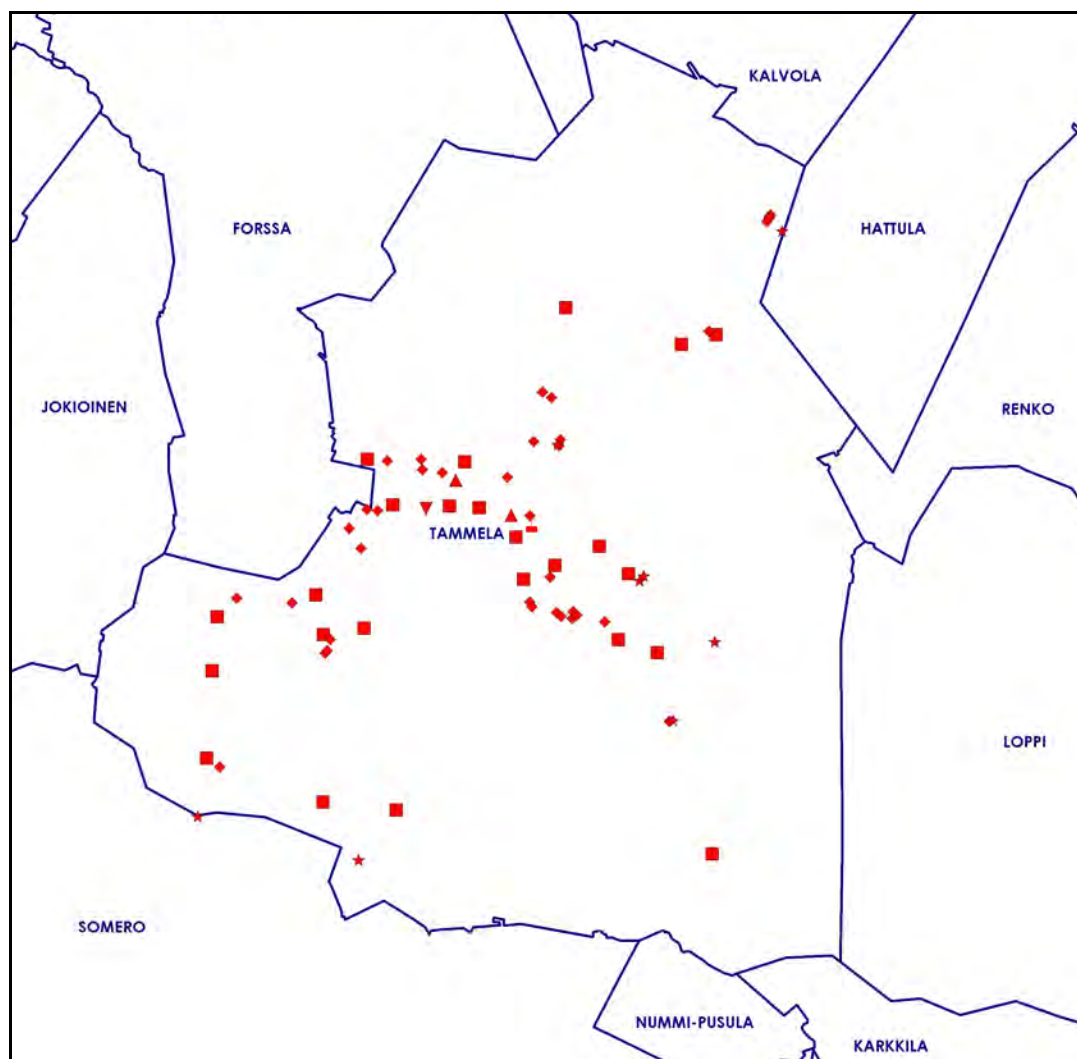 KALVOLA
FORSSA
HATTULA
JOKIOINEN
RENKO
TAMMELA
LOPPI
SOMERO
NUMMI-PUSULA
KARKKILA